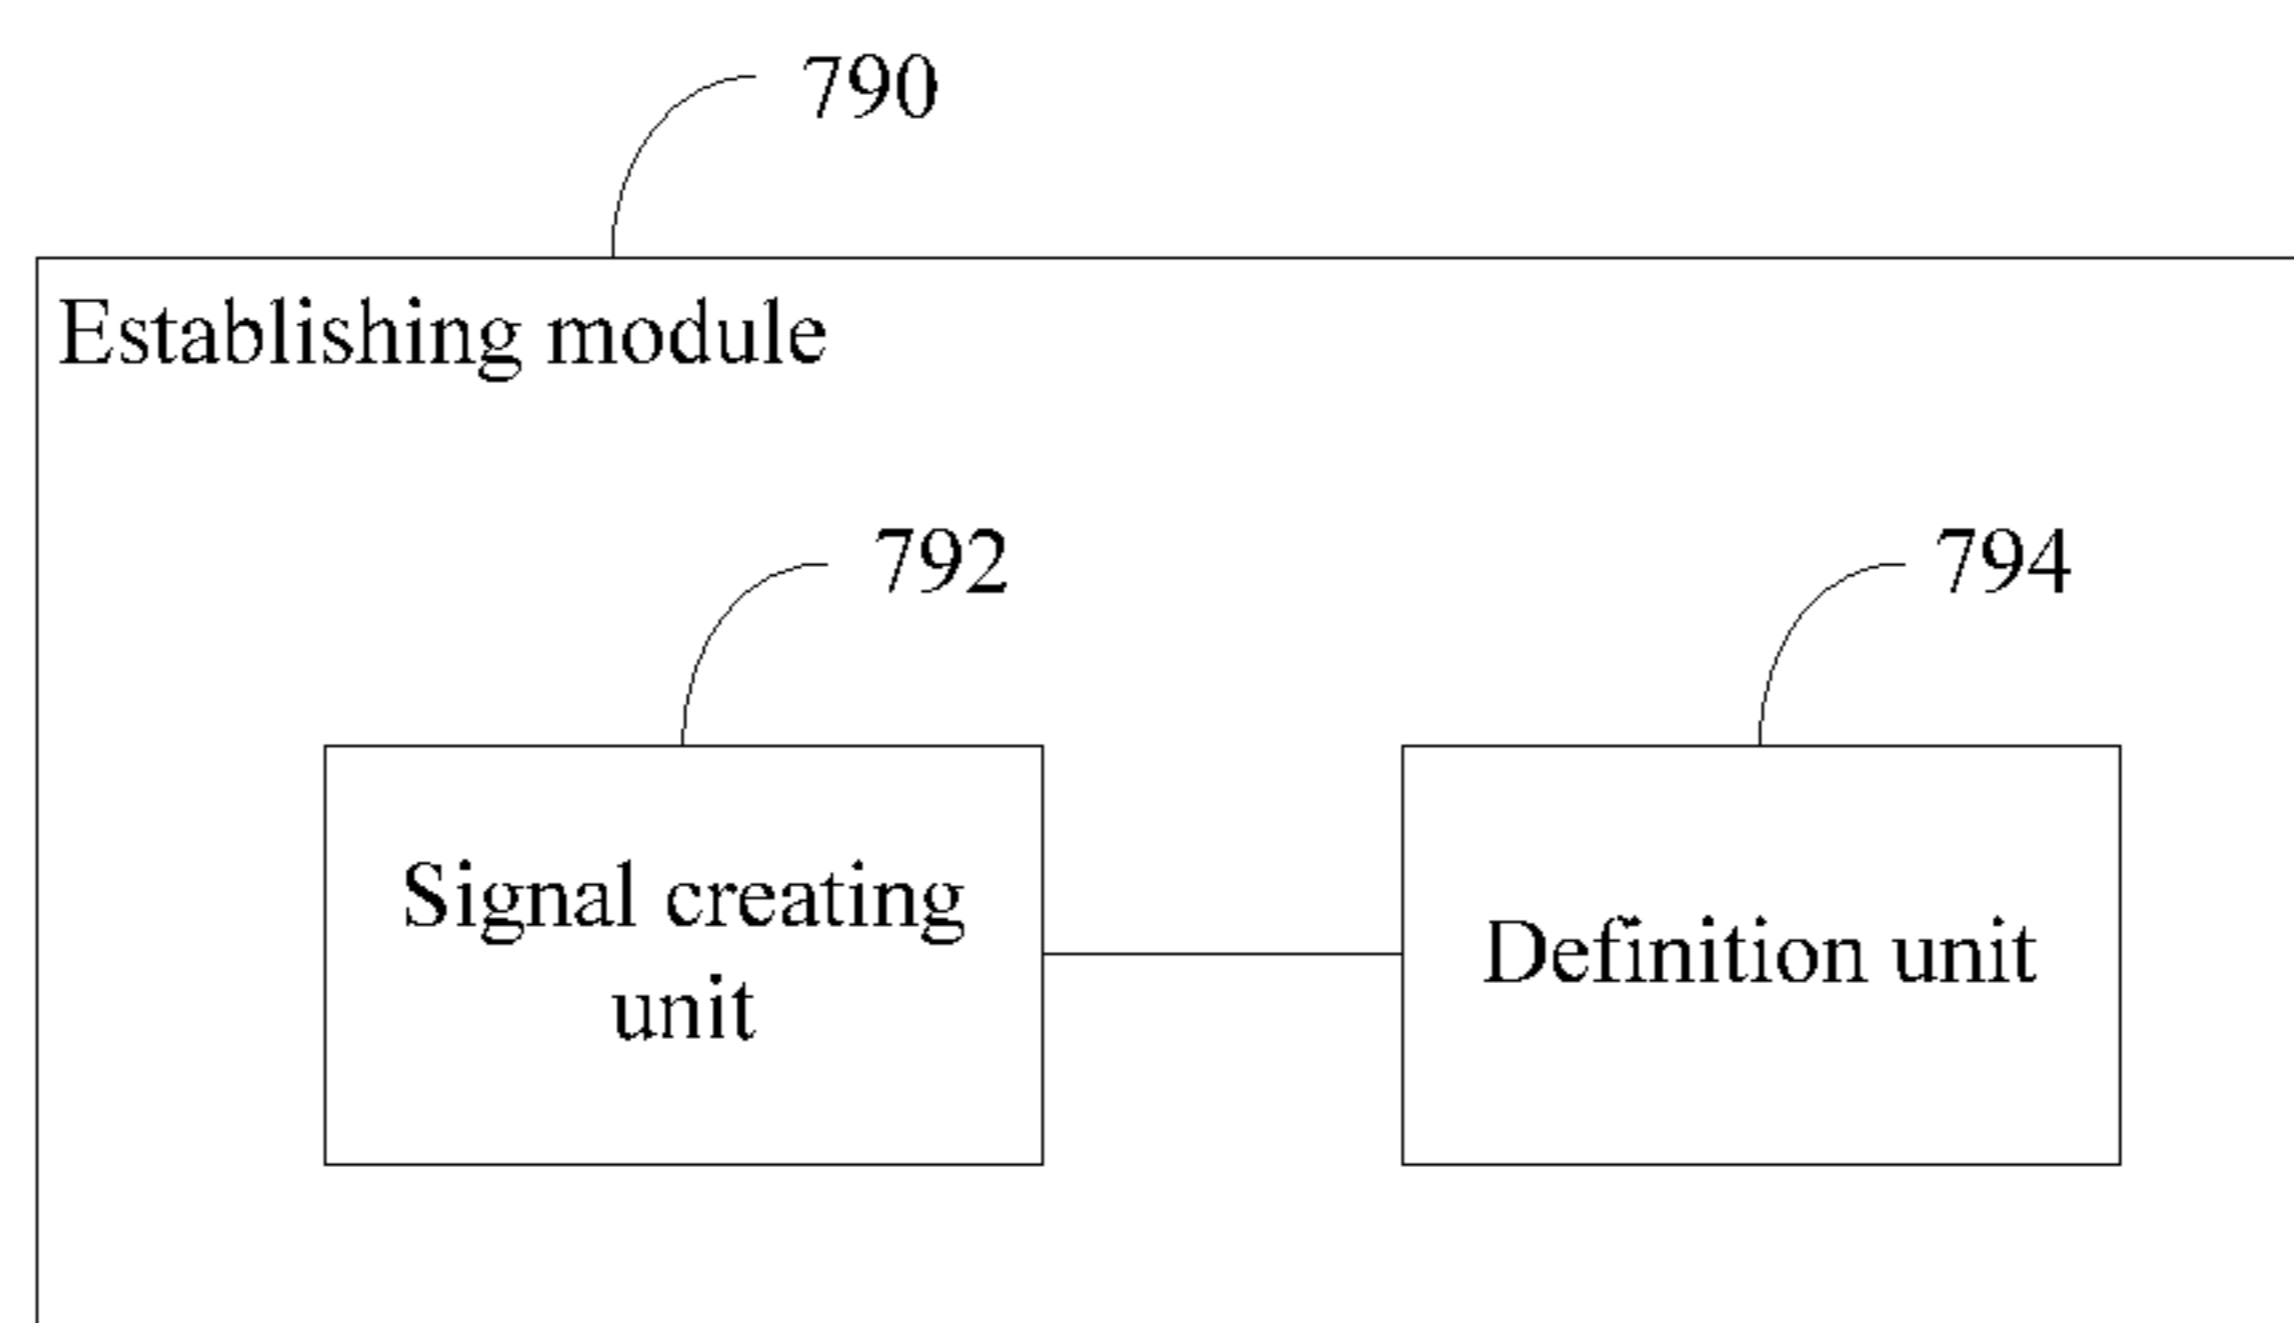 790
Establishing module
792
794
Signal creating
unit
Definition unit